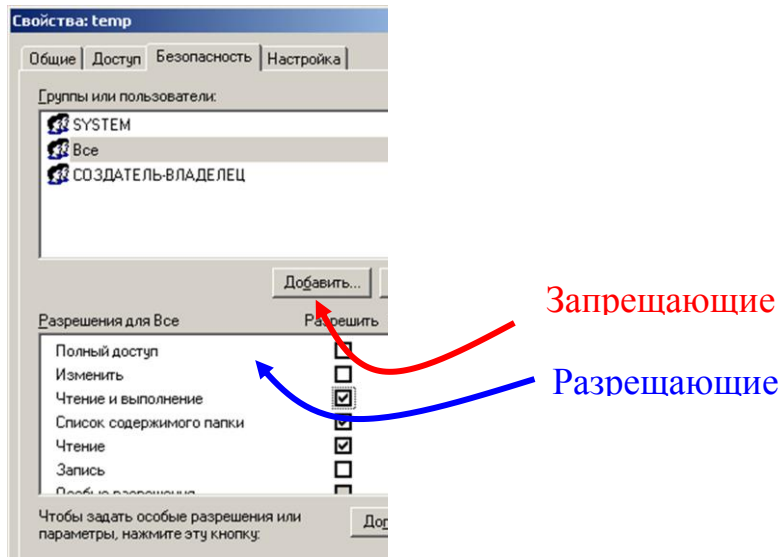 Свойства: temp
Общие Доступ Безопасность Настройка
Группы или пользователи:
SYSTEM
Все
СОЗДАТЕЛЬ-ВЛАДЕЛЕЦ
Добавить...
Разрешения для Все Разрешить
Полный доступ
Изменить
Чтение и выполнение
Список содержимого папки
Чтение
Запись
Особые разрешения
Чтобы задать особые разрешения или
параметры, нажмите эту кнопку:
Запрещающие
Разрещающие